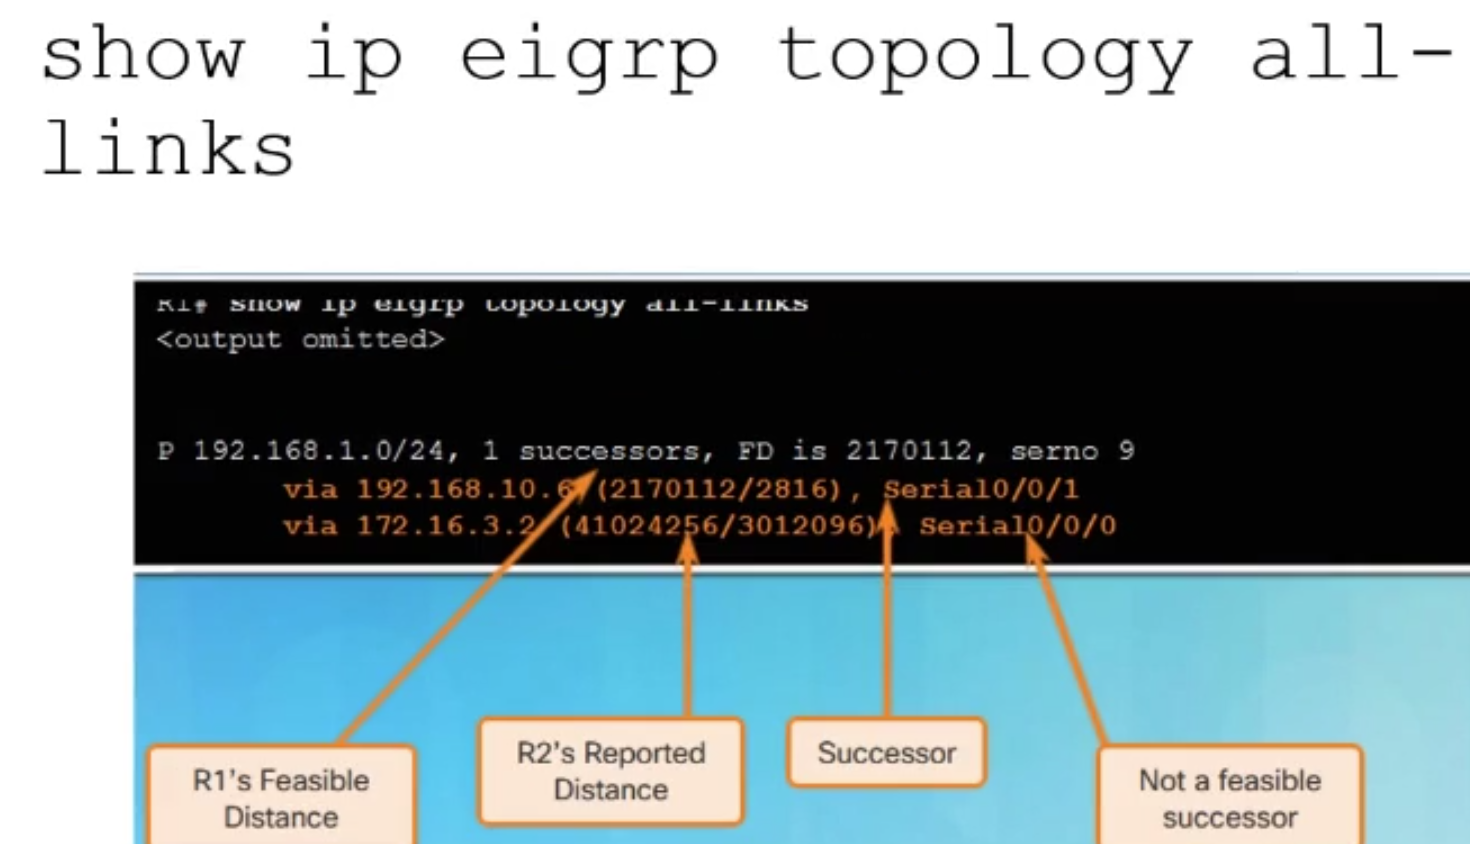 show ip eigrp topology all-
links
R1# show ip eigrp topology all-links
<output omitted>
P 192.168.1.0/24, 1 successors, FD is 2170112, serno 9
via 192.168.10.6 (2170112/2816), Serial0/0/1
via 172.16.3.2 (41024256/3012096), Serial0/0/0
R1's Feasible
Distance
R2's Reported
Distance
Successor
Not a feasible
successor